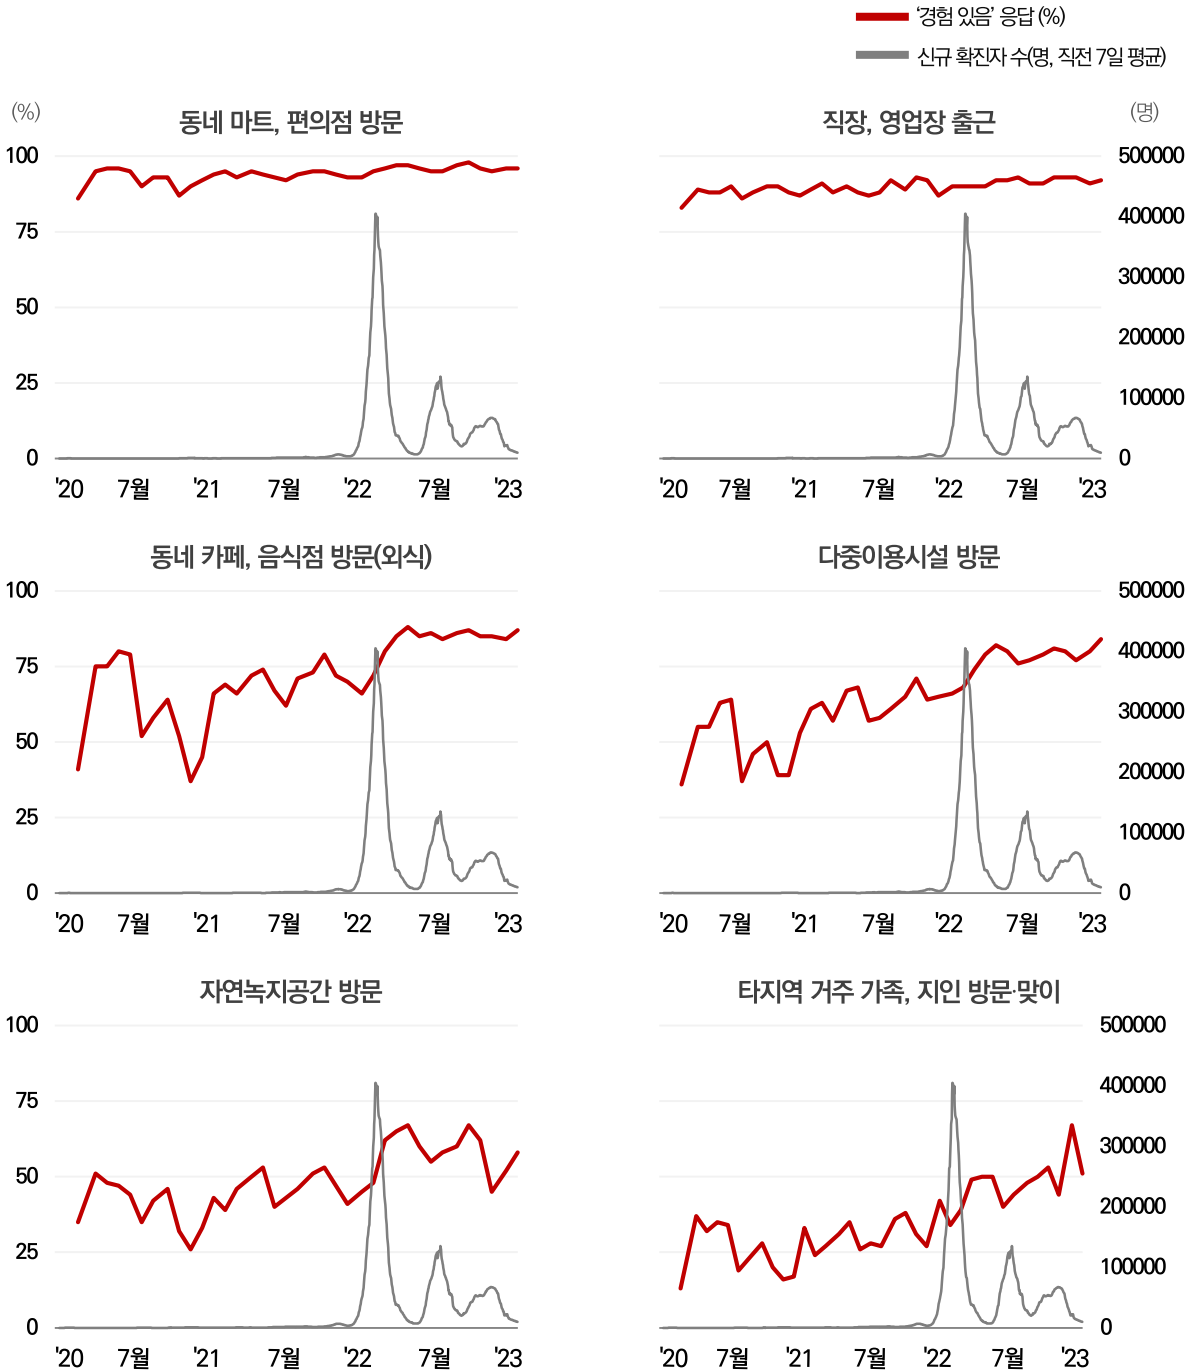 ‘경험 있음’ 응답 (%)
신규 확진자 수(명, 직전 7일 평균)
(%)
동네 마트, 편의점 방문
100
75
50
25
0
'20 7월 '21 7월 '22 7월 '23
직장, 영업장 출근
(명)
500000
400000
300000
200000
100000
0
'20 7월 '21 7월 '22 7월 '23
동네 카페, 음식점 방문(외식)
100
75
50
25
0
'20 7월 '21 7월 '22 7월 '23
다중이용시설 방문
500000
400000
300000
200000
100000
0
'20 7월 '21 7월 '22 7월 '23
자연녹지공간 방문
100
75
50
25
0
'20 7월 '21 7월 '22 7월 '23
타지역 거주 가족, 지인 방문·맞이
500000
400000
300000
200000
100000
0
'20 7월 '21 7월 '22 7월 '23